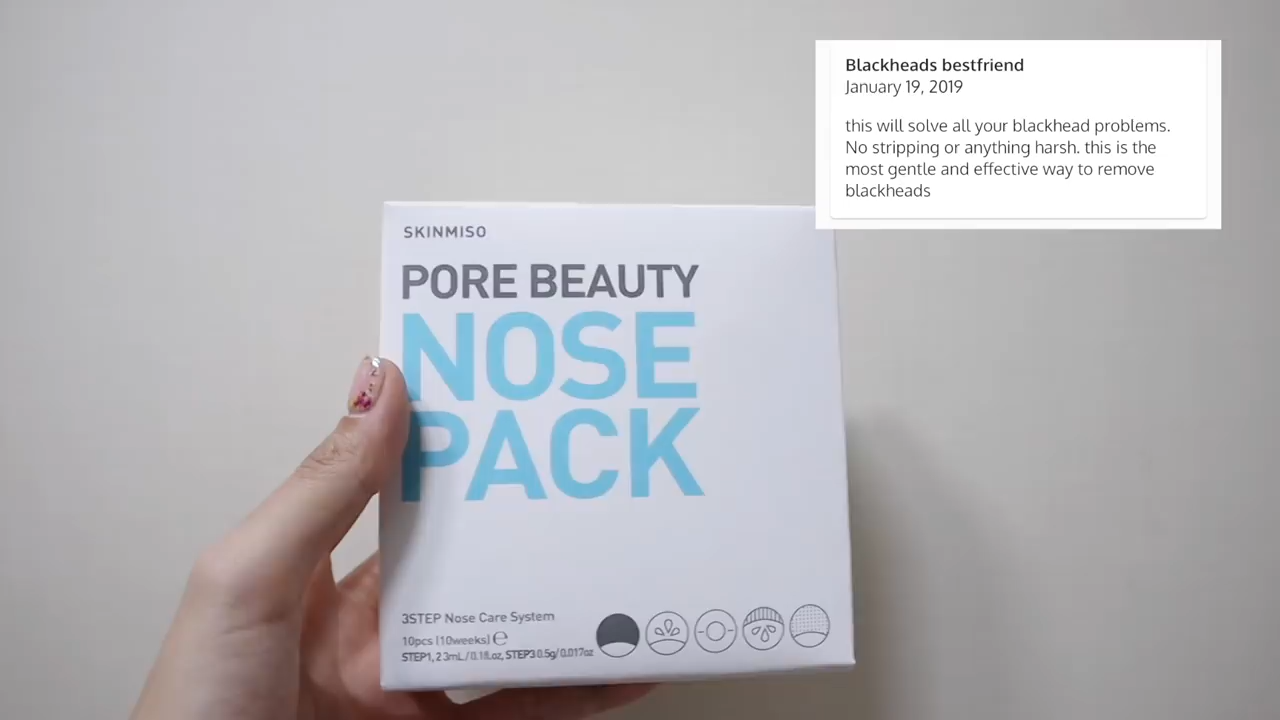 Blackheads bestfriend
January 19, 2019
this will solve all your blackhead problems.
No stripping or anything harsh. this is the
most gentle and effective way to remove
blackheads
SKINMISO
PORE BEAUTY
NOSE
PACK
3STEP Nose Care System
10pcs (10weeks) ℮
STEP1, 2.3mL/0.1fl.oz, STEP3 0.5g/0.017oz